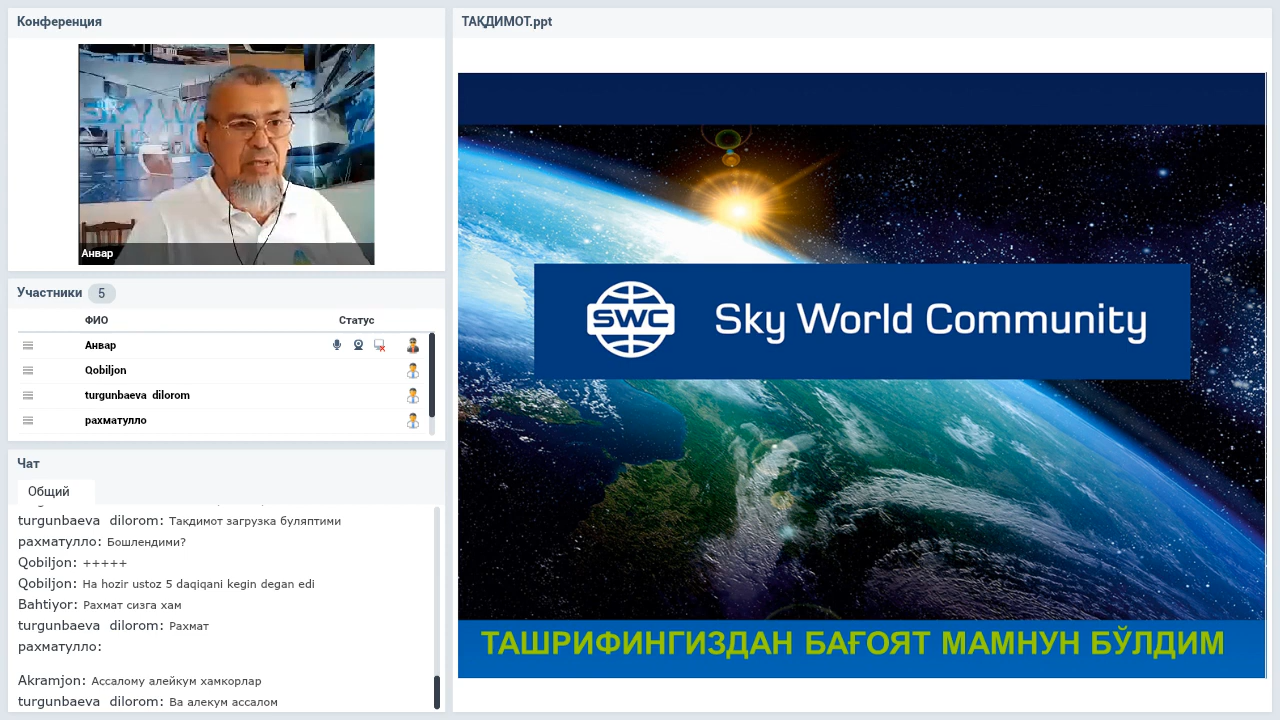 Конференция
Анвар
Участники 5
ФИО Статус
Анвар
Qobiljon
turgunbaeva dilorom
рахматулло
Чат
Общий
turgunbaeva dilorom: Такдимот загрузка буляптими
рахматулло: Бошлендими?
Qobiljon: +++++
Qobiljon: Ha hozir ustoz 5 daqiqani kegin degan edi
Bahtiyor: Рахмат сизга хам
turgunbaeva dilorom: Рахмат
рахматулло:
Akramjon: Ассалому алейкум хамкорлар
turgunbaeva dilorom: Ва алекум ассалом
ТАҚДИМОТ.ppt
SWC Sky World Community
ТАШРИФИНГИЗДАН БАҒОЯТ МАМНУН БЎЛДИМ